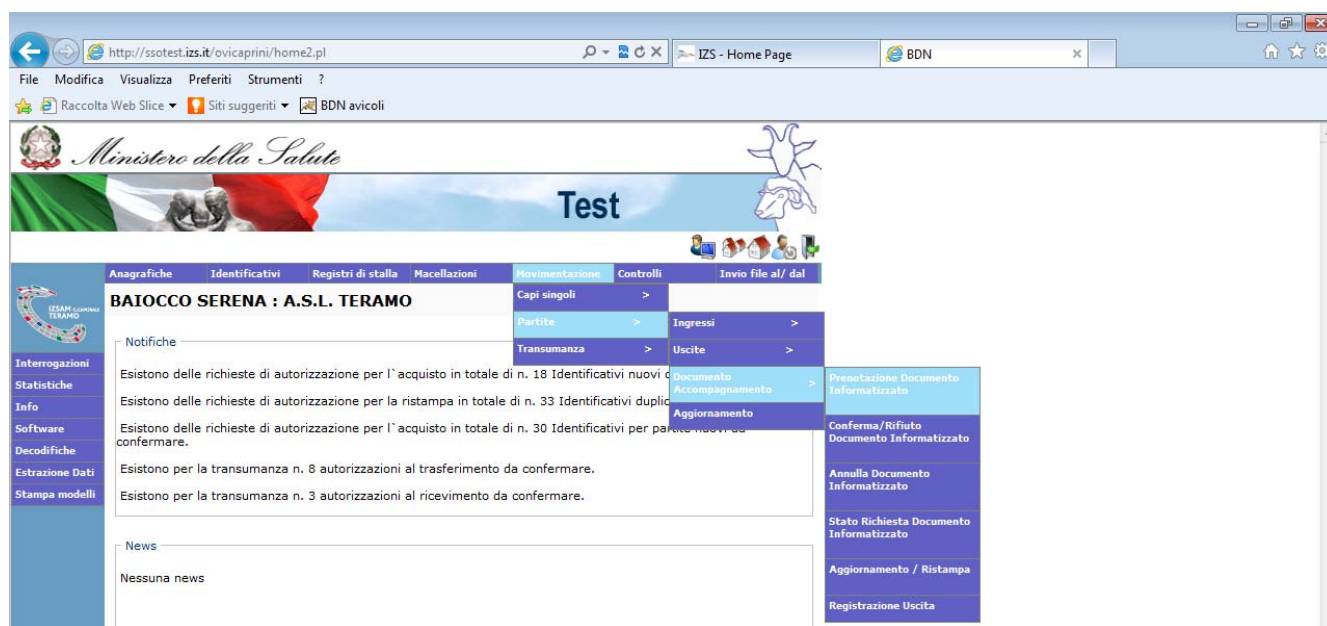 http://ssotest.izs.it/ovicaprini/home2.pl
IZS - Home Page
BDN
File Modifica Visualizza Preferiti Strumenti ?
Raccolta Web Slice Siti suggeriti BDN avicoli
Ministero della Salute
Test
Anagrafiche Identificativi Registri di stalla Macellazioni Movimentazione Controlli Invio file al/ dal
IZSAM
TERAMO
BAIOCCO SERENA : A.S.L. TERAMO
Capi singoli >
Partite >
Transumanza >
Ingressi >
Uscite >
Documento
Accompagnamento >
Aggiornamento
Prenotazione Documento
Informatizzato
Conferma/Rifiuto
Documento Informatizzato
Annulla Documento
Informatizzato
Stato Richiesta Documento
Informatizzato
Aggiornamento / Ristampa
Registrazione Uscita
Interrogazioni
Statistiche
Info
Software
Decodifiche
Estrazione Dati
Stampa modelli
Notifiche
Esistono delle richieste di autorizzazione per l`acquisto in totale di n. 18 Identificativi nuovi
Esistono delle richieste di autorizzazione per la ristampa in totale di n. 33 Identificativi
Esistono delle richieste di autorizzazione per l`acquisto in totale di n. 30 Identificativi per
confermare.
Esistono per la transumanza n. 8 autorizzazioni al trasferimento da confermare.
Esistono per la transumanza n. 3 autorizzazioni al ricevimento da confermare.
News
Nessuna news